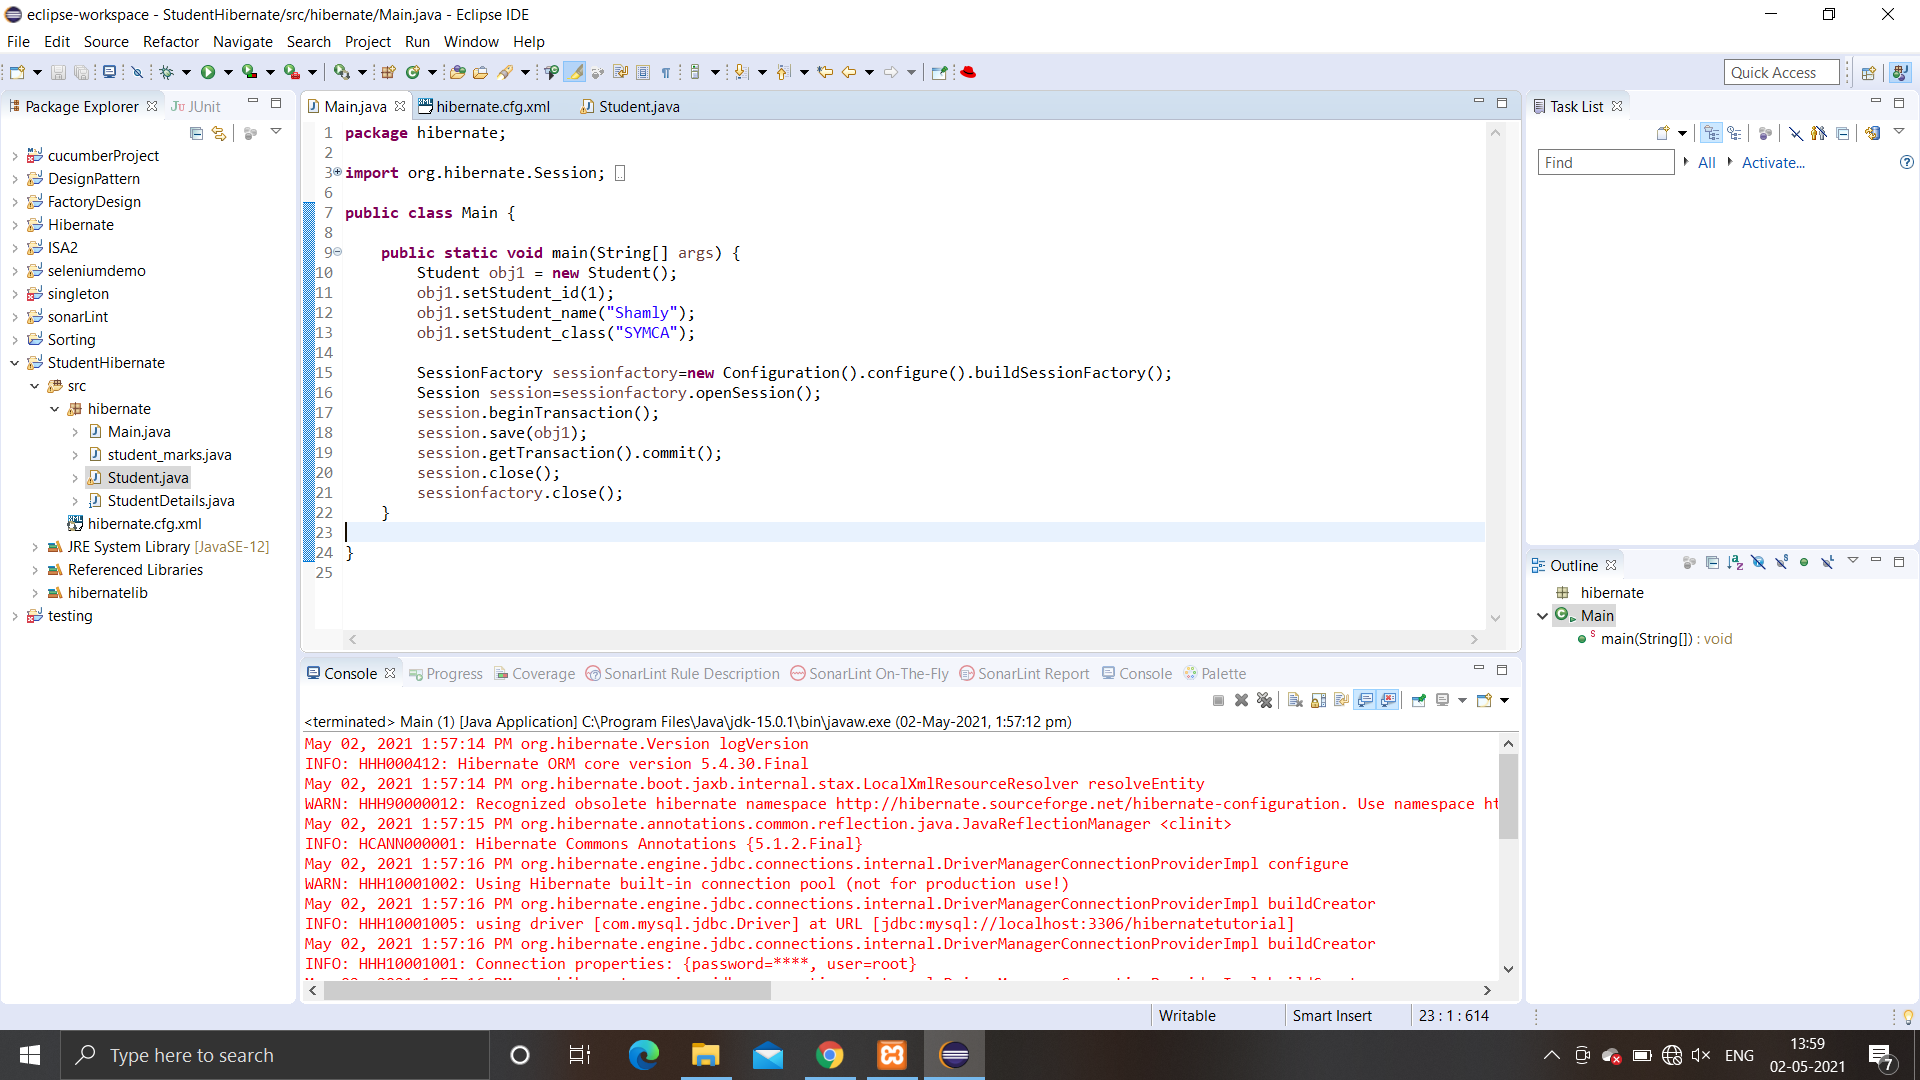 eclipse-workspace - StudentHibernate/src/hibernate/Main.java - Eclipse IDE
File Edit Source Refactor Navigate Search Project Run Window Help
Quick Access
Package Explorer JUnit
cucumberProject
DesignPattern
FactoryDesign
Hibernate
ISA2
seleniumdemo
singleton
sonarLint
Sorting
StudentHibernate
src
hibernate
Main.java
student_marks.java
Student.java
StudentDetails.java
hibernate.cfg.xml
JRE System Library [JavaSE-12]
Referenced Libraries
hibernatelib
testing
Main.java hibernate.cfg.xml Student.java
1 package hibernate;
2
3 import org.hibernate.Session;
6
7 public class Main {
8
9 public static void main(String[] args) {
10 Student obj1 = new Student();
11 obj1.setStudent_id(1);
12 obj1.setStudent_name("Shamly");
13 obj1.setStudent_class("SYMCA");
14
15 SessionFactory sessionfactory=new Configuration().configure().buildSessionFactory();
16 Session session=sessionfactory.openSession();
17 session.beginTransaction();
18 session.save(obj1);
19 session.getTransaction().commit();
20 session.close();
21 sessionfactory.close();
22 }
23
24 }
25
Task List
Find All Activate...
Outline
hibernate
Main
main(String[]) : void
Console Progress Coverage SonarLint Rule Description SonarLint On-The-Fly SonarLint Report Console Palette
<terminated> Main (1) [Java Application] C:\Program Files\Java\jdk-15.0.1\bin\javaw.exe (02-May-2021, 1:57:12 pm)
May 02, 2021 1:57:14 PM org.hibernate.Version logVersion
INFO: HHH000412: Hibernate ORM core version 5.4.30.Final
May 02, 2021 1:57:14 PM org.hibernate.boot.jaxb.internal.stax.LocalXmlResourceResolver resolveEntity
WARN: HHH90000012: Recognized obsolete hibernate namespace http://hibernate.sourceforge.net/hibernate-configuration. Use namespace ht
May 02, 2021 1:57:15 PM org.hibernate.annotations.common.reflection.java.JavaReflectionManager <clinit>
INFO: HCANN000001: Hibernate Commons Annotations {5.1.2.Final}
May 02, 2021 1:57:16 PM org.hibernate.engine.jdbc.connections.internal.DriverManagerConnectionProviderImpl configure
WARN: HHH10001002: Using Hibernate built-in connection pool (not for production use!)
May 02, 2021 1:57:16 PM org.hibernate.engine.jdbc.connections.internal.DriverManagerConnectionProviderImpl buildCreator
INFO: HHH10001005: using driver [com.mysql.jdbc.Driver] at URL [jdbc:mysql://localhost:3306/hibernatetutorial]
May 02, 2021 1:57:16 PM org.hibernate.engine.jdbc.connections.internal.DriverManagerConnectionProviderImpl buildCreator
INFO: HHH10001001: Connection properties: {password=****, user=root}
Writable Smart Insert 23 : 1 : 614
Type here to search
ENG
13:59
02-05-2021
7